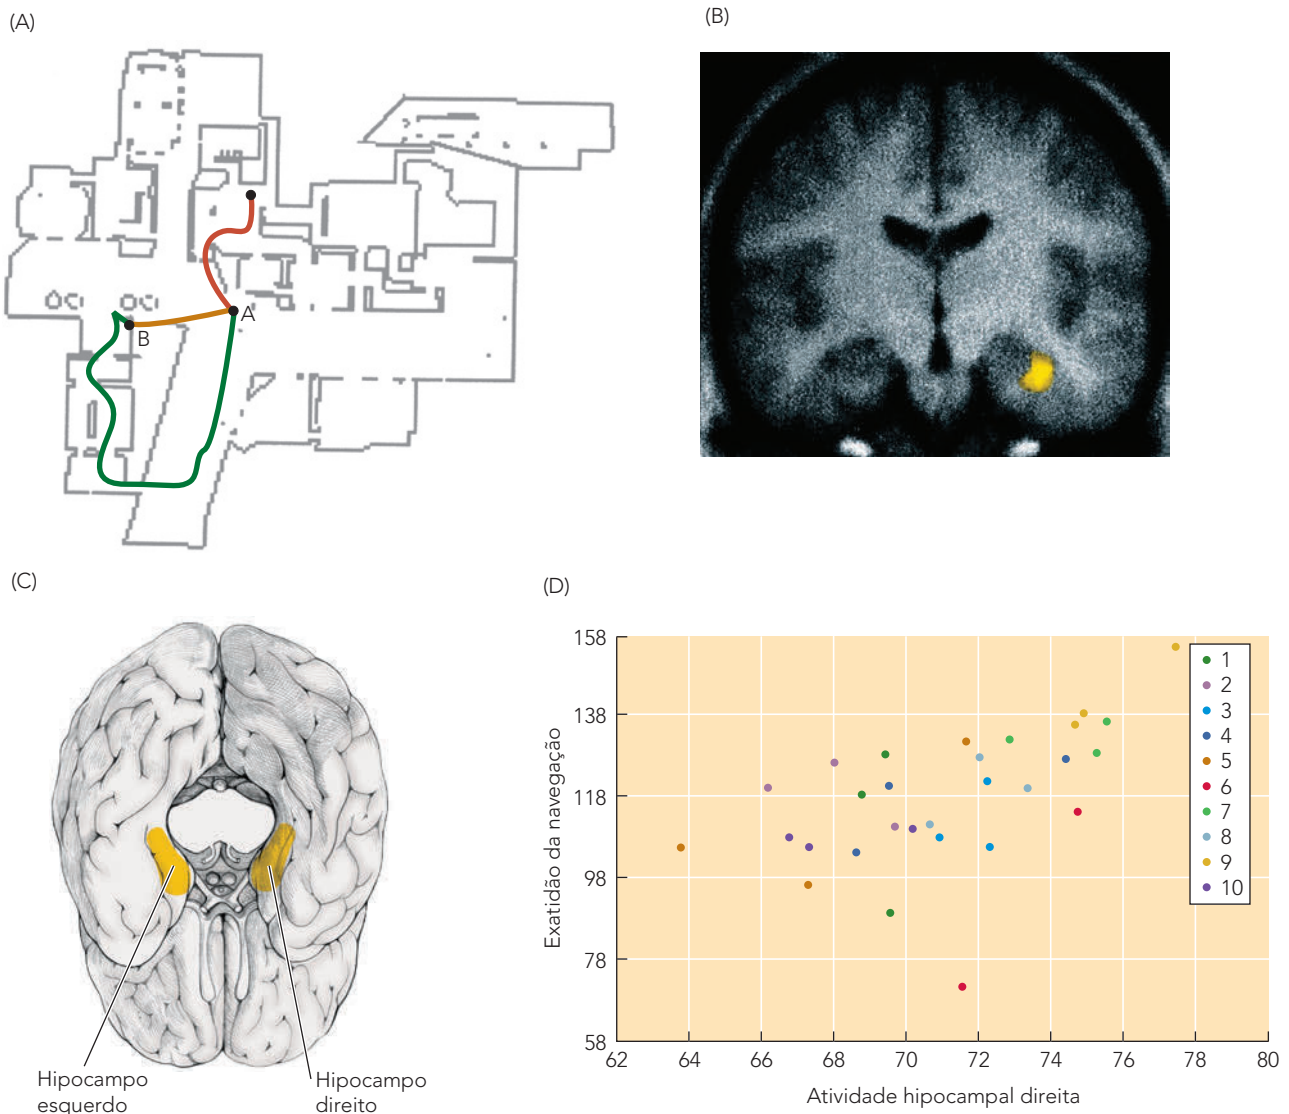 (A)
(B)
A
B
(C)
Hipocampo
esquerdo
Hipocampo
direito
(D)
Exatidão da navegação
158
138
118
98
78
58
62 64 66 68 70 72 74 76 78 80
Atividade hipocampal direita
1
2
3
4
5
6
7
8
9
10